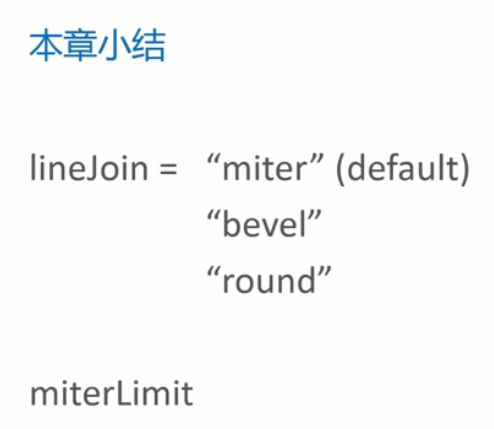 本章小结
lineJoin = “miter” (default)
“bevel”
“round”
miterLimit